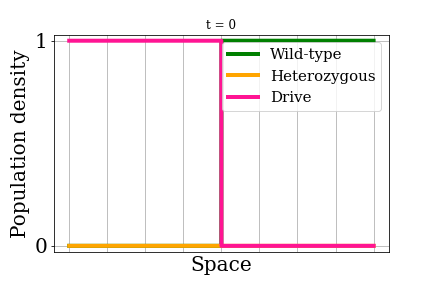 t = 0
Population density
1
0
Wild-type
Heterozygous
Drive
Space